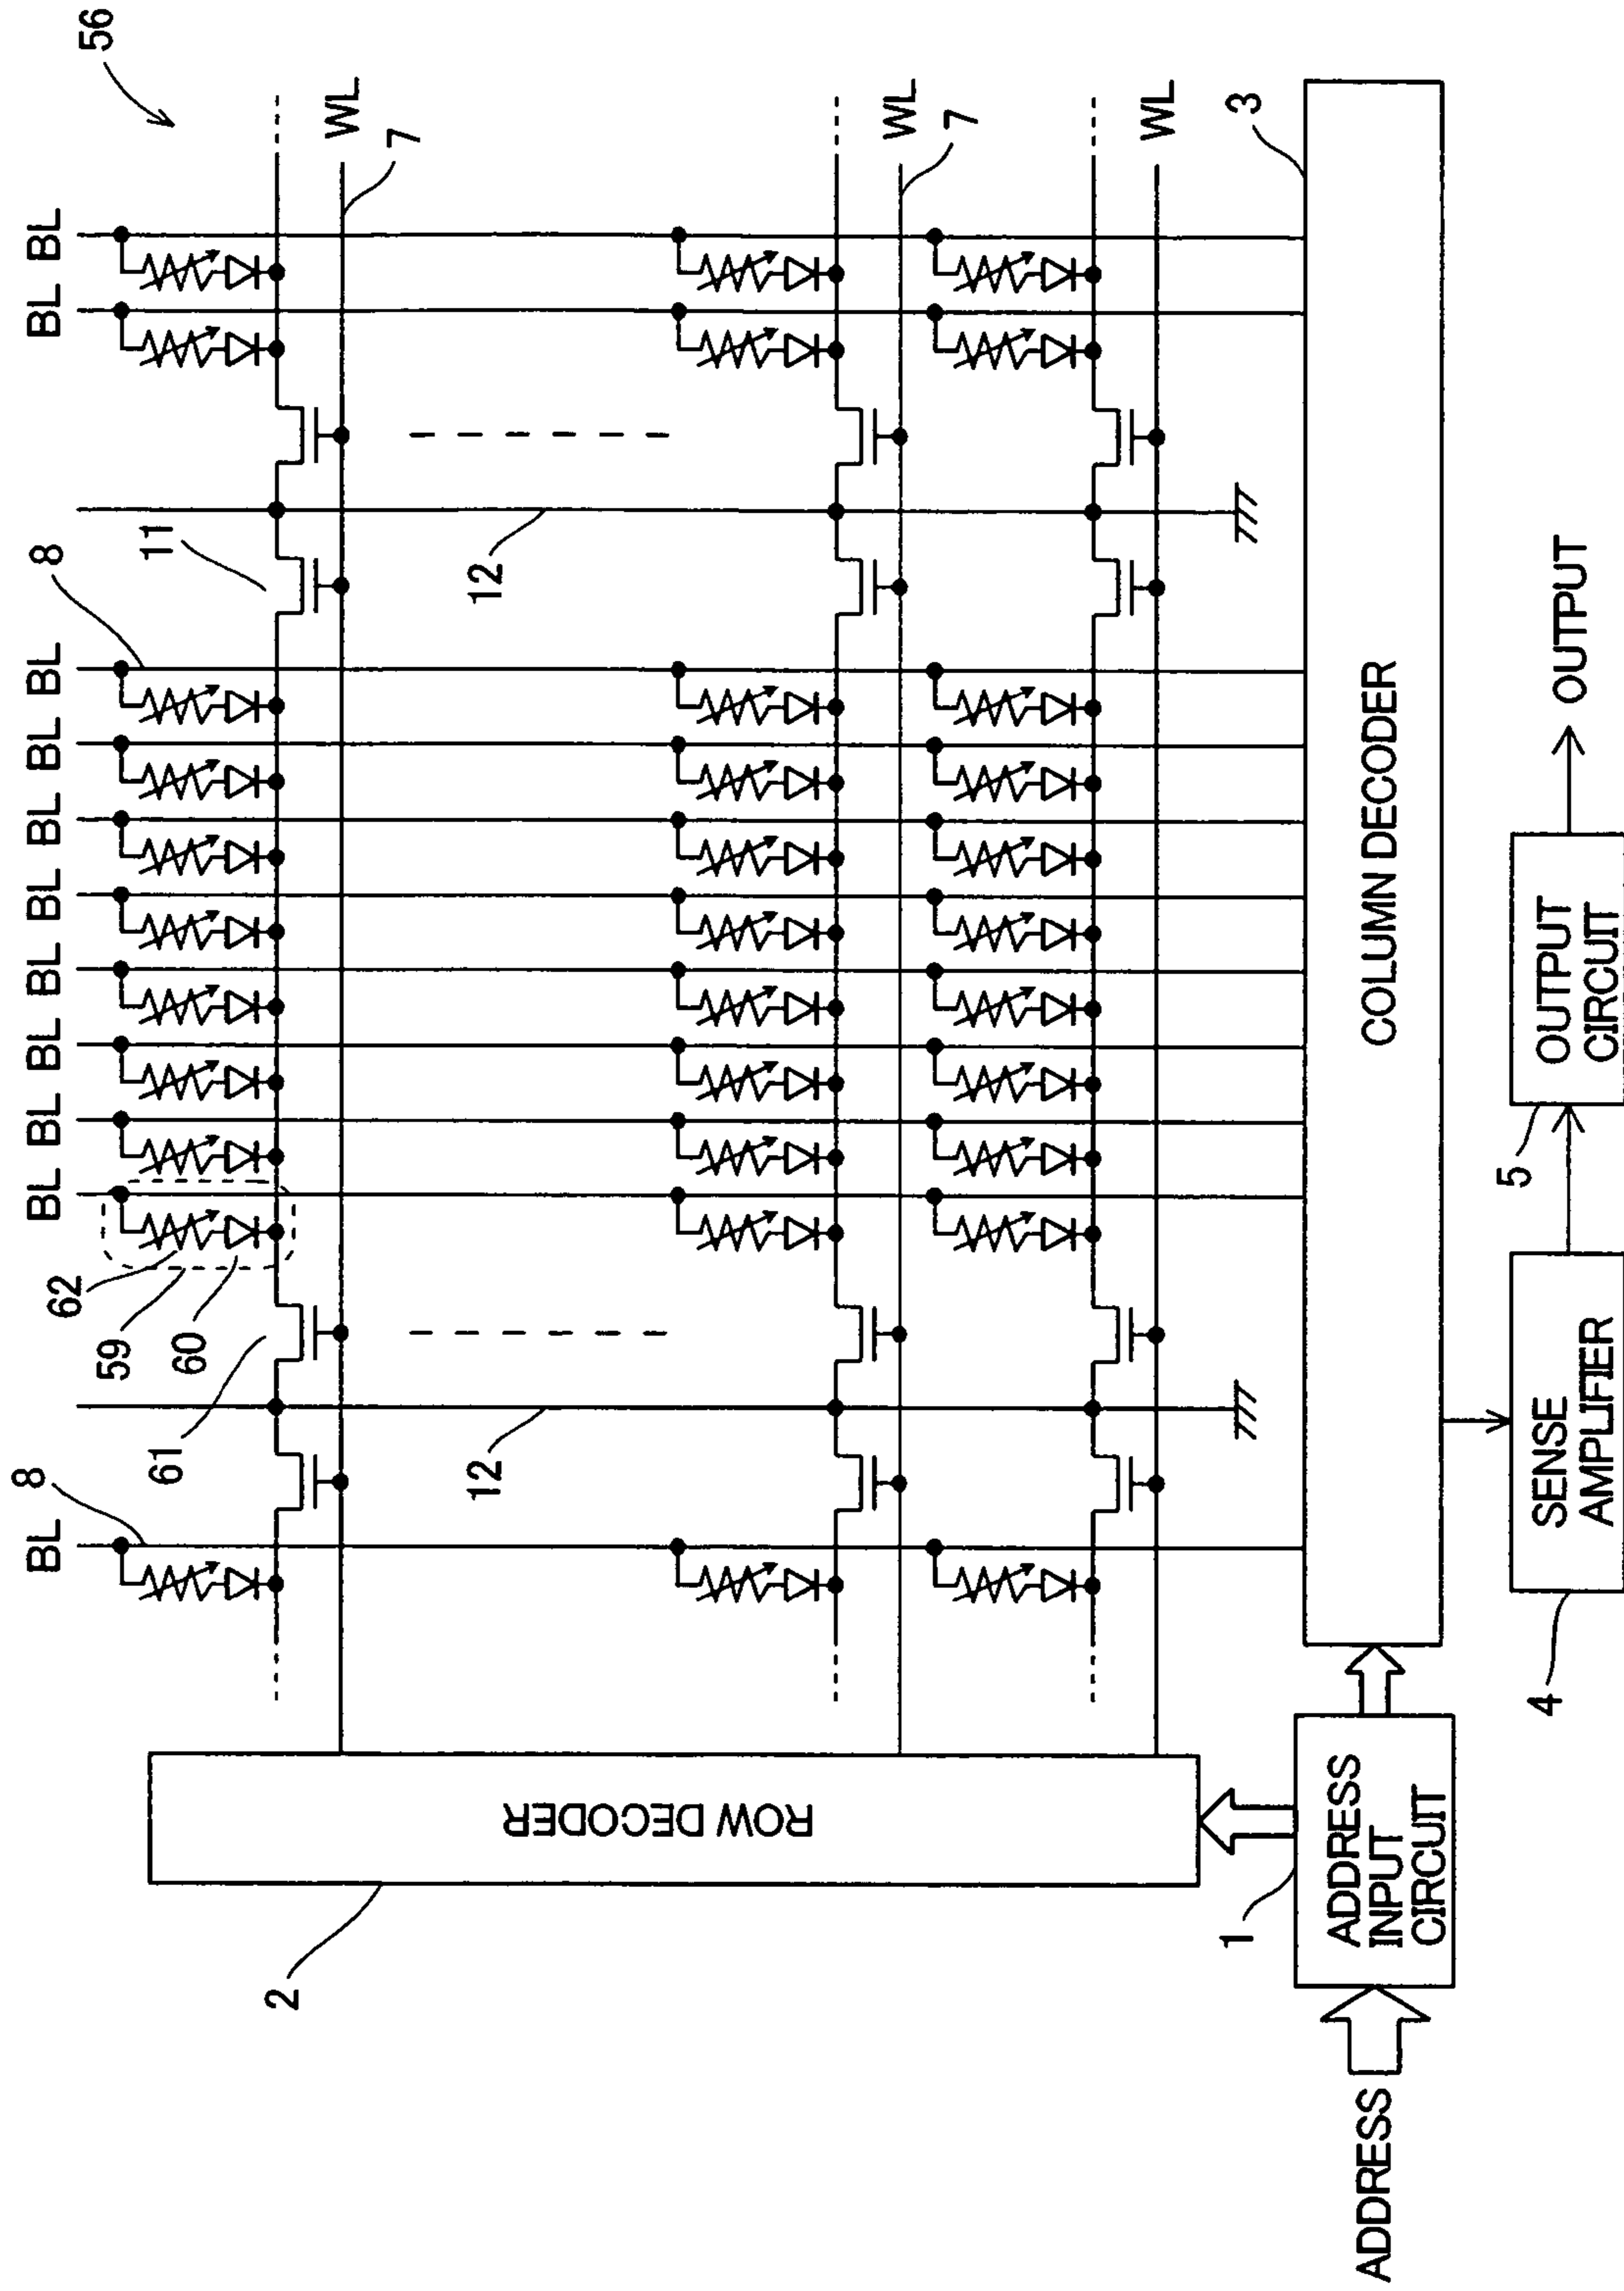 56
BL BL BL BL BL BL BL BL BL BL BL
8
8
62
59
60
61
11
WL
7
2
12
12
ROW DECODER
WL
7
WL
3
1
ADDRESS
ADDRESS
INPUT
CIRCUIT
COLUMN DECODER
4
SENSE
AMPLIFIER
5
OUTPUT
CIRCUIT
OUTPUT